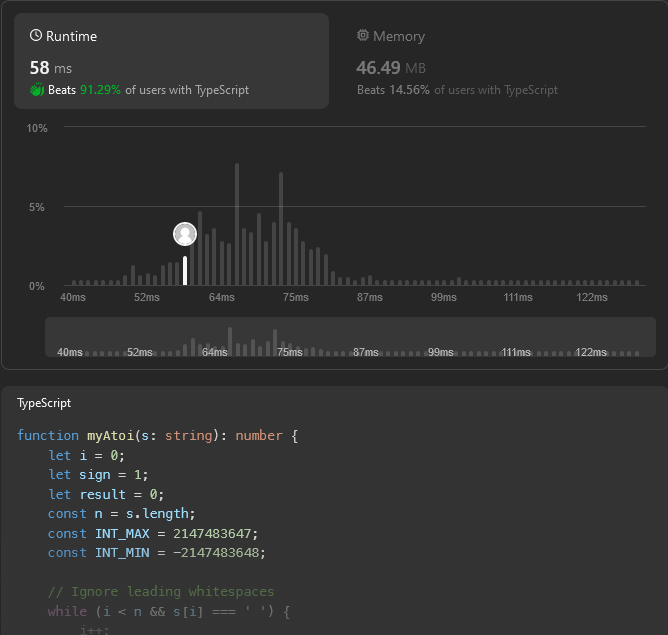 Runtime
58 ms
Beats 91.29% of users with TypeScript
Memory
46.49 MB
Beats 14.56% of users with TypeScript
10%
5%
0%
40ms 52ms 64ms 75ms 87ms 99ms 111ms 122ms
40ms 52ms 64ms 75ms 87ms 99ms 111ms 122ms
TypeScript
function myAtoi(s: string): number {
    let i = 0;
    let sign = 1;
    let result = 0;
    const n = s.length;
    const INT_MAX = 2147483647;
    const INT_MIN = -2147483648;
    // Ignore leading whitespaces
    while (i < n && s[i] === ' ') {
        i++;